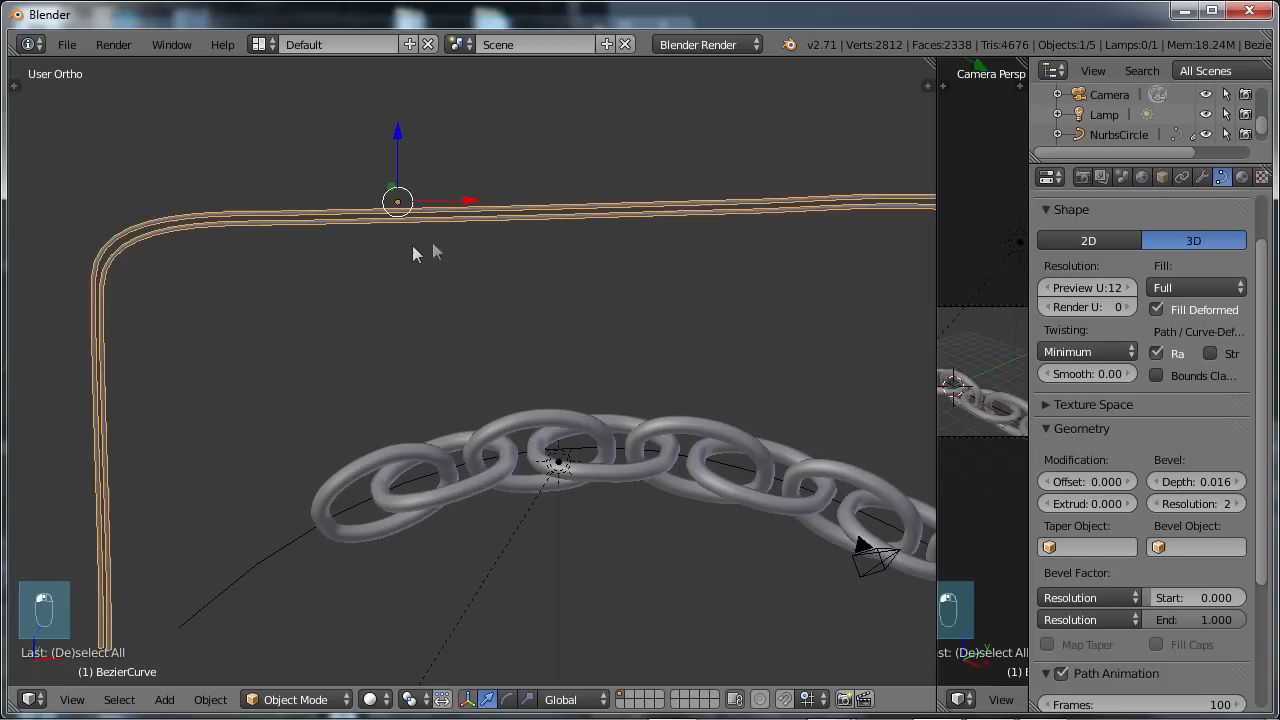 Blender
File Render Window Help Default Scene Blender Render v2.71 | Verts:2812 | Faces:2338 | Tris:4676 | Objects:1/5 | Lamps:0/1 | Mem:18.24M | Bezie
User Ortho
Camera Persp
View Search All Scenes
Camera
Lamp
NurbsCircle
Shape
2D 3D
Resolution: Fill:
Preview U:12 Full
Render U: 0 Fill Deformed
Twisting: Path / Curve-Def...
Minimum Ra Str
Smooth: 0.00 Bounds Cla...
Texture Space
Geometry
Modification: Bevel:
Offset: 0.000 Depth: 0.016
Extrud: 0.000 Resolution: 2
Taper Object: Bevel Object:
Bevel Factor:
Resolution Start: 0.000
Resolution End: 1.000
Map Taper Fill Caps
Path Animation
Frames: 100
Last: (De)select All
Last: (De)select All
(1) BezierCurve
(1) B
View Select Add Object Object Mode Global View